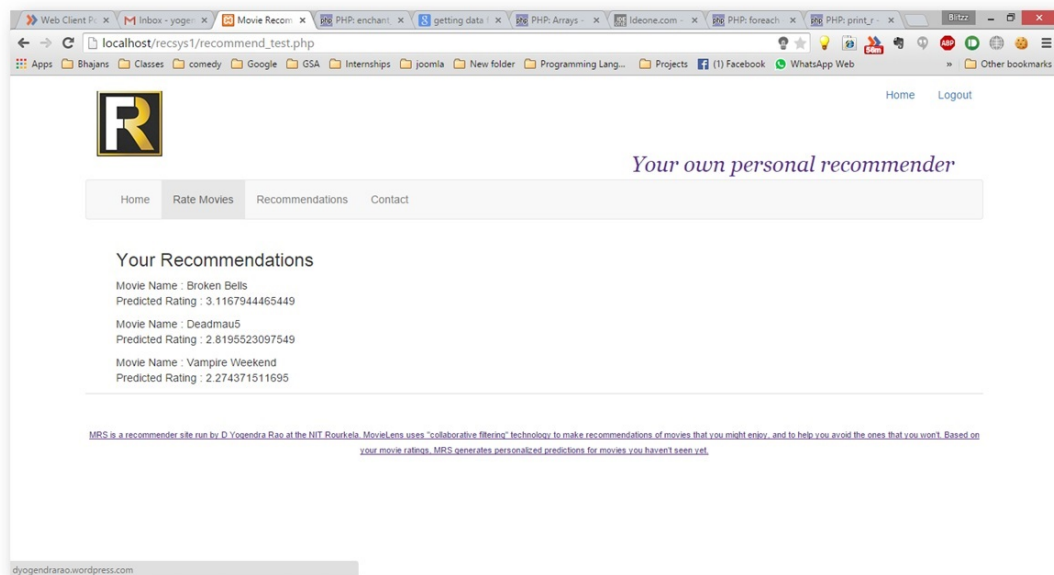 Web Client Po
Inbox - yoger
Movie Recom
PHP: enchant_
getting data f
PHP: Arrays -
Ideone.com -
PHP: foreach
PHP: print_r -
Blitzz
localhost/recsys1/recommend_test.php
56m
ABP
Apps Bhajans Classes comedy Google GSA Internships joomla New folder Programming Lang... Projects (1) Facebook WhatsApp Web » Other bookmarks
Home Logout
FR
Your own personal recommender
Home Rate Movies Recommendations Contact
Your Recommendations
Movie Name : Broken Bells
Predicted Rating : 3.1167944465449
Movie Name : Deadmau5
Predicted Rating : 2.8195523097549
Movie Name : Vampire Weekend
Predicted Rating : 2.274371511695
MRS is a recommender site run by D Yogendra Rao at the NIT Rourkela. MovieLens uses "collaborative filtering" technology to make recommendations of movies that you might enjoy, and to help you avoid the ones that you won't. Based on
your movie ratings, MRS generates personalized predictions for movies you haven't seen yet.
dyogendrarao.wordpress.com